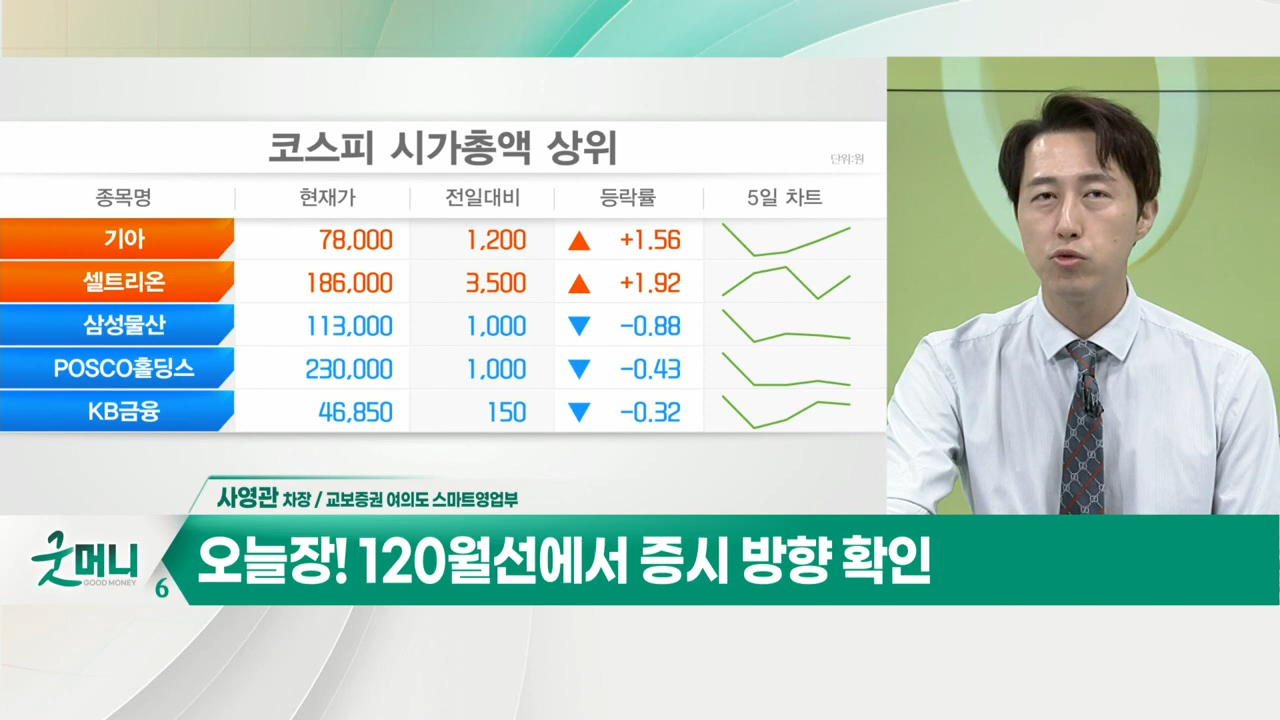 코스피 시가총액 상위
단위:원
종목명 현재가 전일대비 등락률 5일 차트
기아 78,000 1,200 ▲ +1.56
셀트리온 186,000 3,500 ▲ +1.92
삼성물산 113,000 1,000 ▼ -0.88
POSCO홀딩스 230,000 1,000 ▼ -0.43
KB금융 46,850 150 ▼ -0.32
사영관 차장 / 교보증권 여의도 스마트영업부
굿머니
GOOD MONEY
6
오늘장! 120월선에서 증시 방향 확인